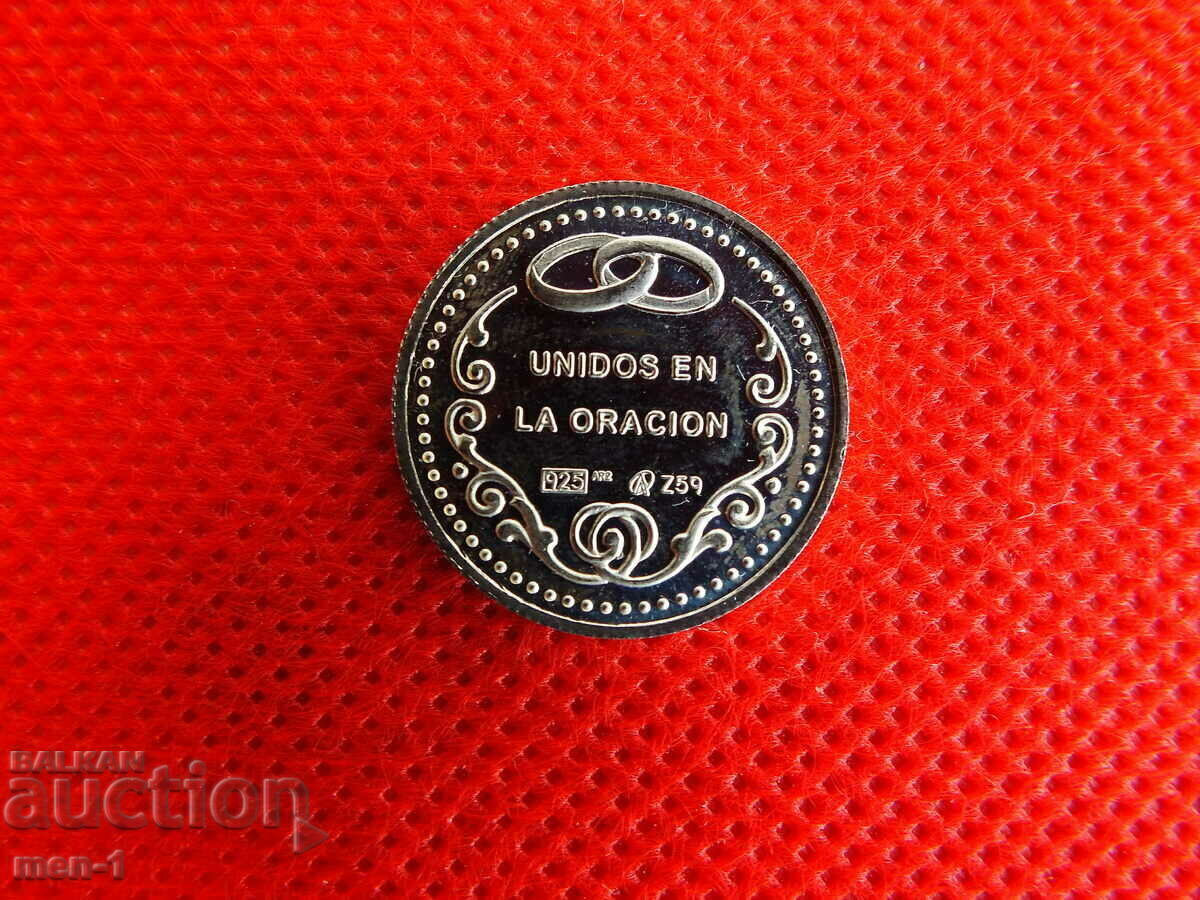 UNIDOS EN
LA ORACION
925 Z59
BALKAN
auction
men-1